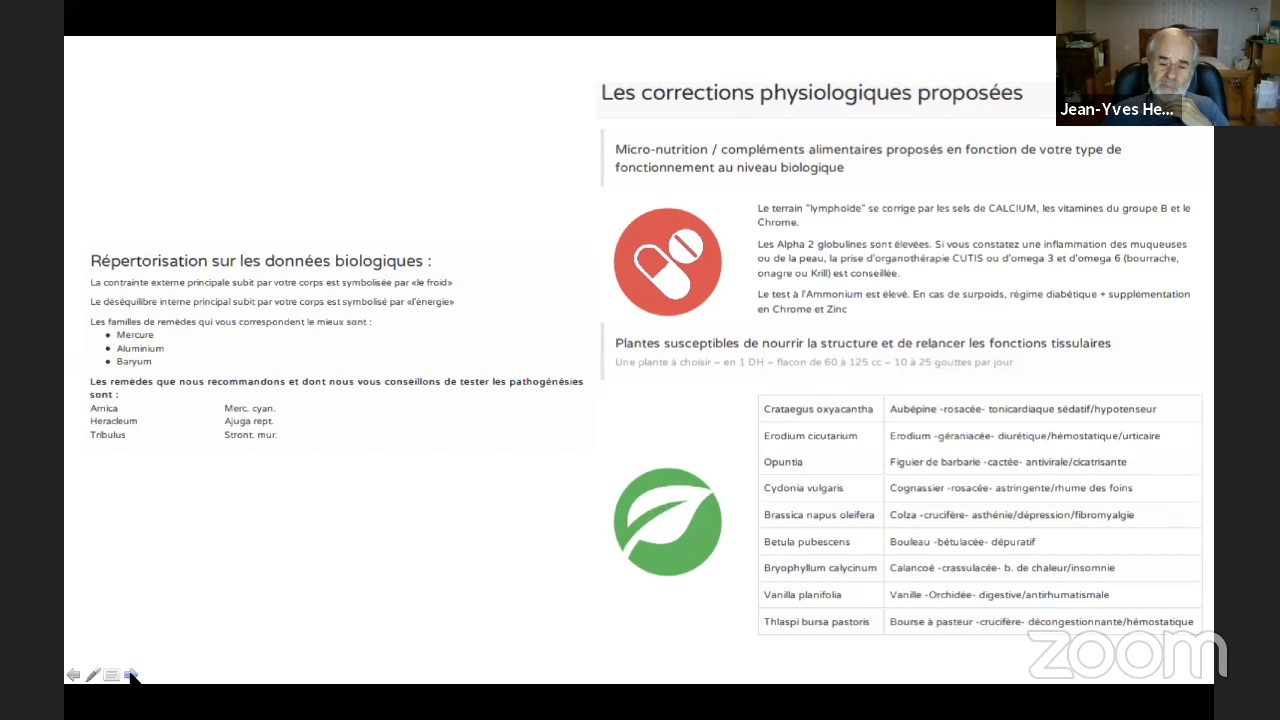 Jean-Yves He...
Répertorisation sur les données biologiques :
La contrainte externe principale subit par votre corps est symbolisée par «le froid»
Le déséquilibre interne principal subit par votre corps est symbolisé par «l'énergie»
Les familles de remèdes qui vous correspondent le mieux sont :
Mercure
Aluminium
Baryum
Les remèdes que nous recommandons et dont nous vous conseillons de tester les pathogénésies
sont :
Arnica Merc. cyan.
Heracleum Ajuga rept.
Tribulus Stront. mur.
Les corrections physiologiques proposées
Micro-nutrition / compléments alimentaires proposés en fonction de votre type de
fonctionnement au niveau biologique
Le terrain "lymphoïde" se corrige par les sels de CALCIUM, les vitamines du groupe B et le
Chrome.
Les Alpha 2 globulines sont élevées. Si vous constatez une inflammation des muqueuses
ou de la peau, la prise d'organothérapie CUTIS ou d'omega 3 et d'omega 6 (bourrache,
onagre ou Krill) est conseillée.
Le test à l'Ammonium est élevé. En cas de surpoids, régime diabétique + supplémentation
en Chrome et Zinc
Plantes susceptibles de nourrir la structure et de relancer les fonctions tissulaires
Une plante à choisir – en 1 DH – flacon de 60 à 125 cc – 10 à 25 gouttes par jour
Crataegus oxyacantha Aubépine -rosacée- tonicardiaque sédatif/hypotenseur
Erodium cicutarium Erodium -géraniacée- diurétique/hémostatique/urticaire
Opuntia Figuier de barbarie -cactée- antivirale/cicatrisante
Cydonia vulgaris Cognassier -rosacée- astringente/rhume des foins
Brassica napus oleifera Colza -crucifère- asthénie/dépression/fibromyalgie
Betula pubescens Bouleau -bétulacée- dépuratif
Bryophyllum calycinum Calancoé -crassulacée- b. de chaleur/insomnie
Vanilla planifolia Vanille -Orchidée- digestive/antirhumatismale
Thlaspi bursa pastoris Bourse à pasteur -crucifère- décongestionnante/hémostatique
zoom